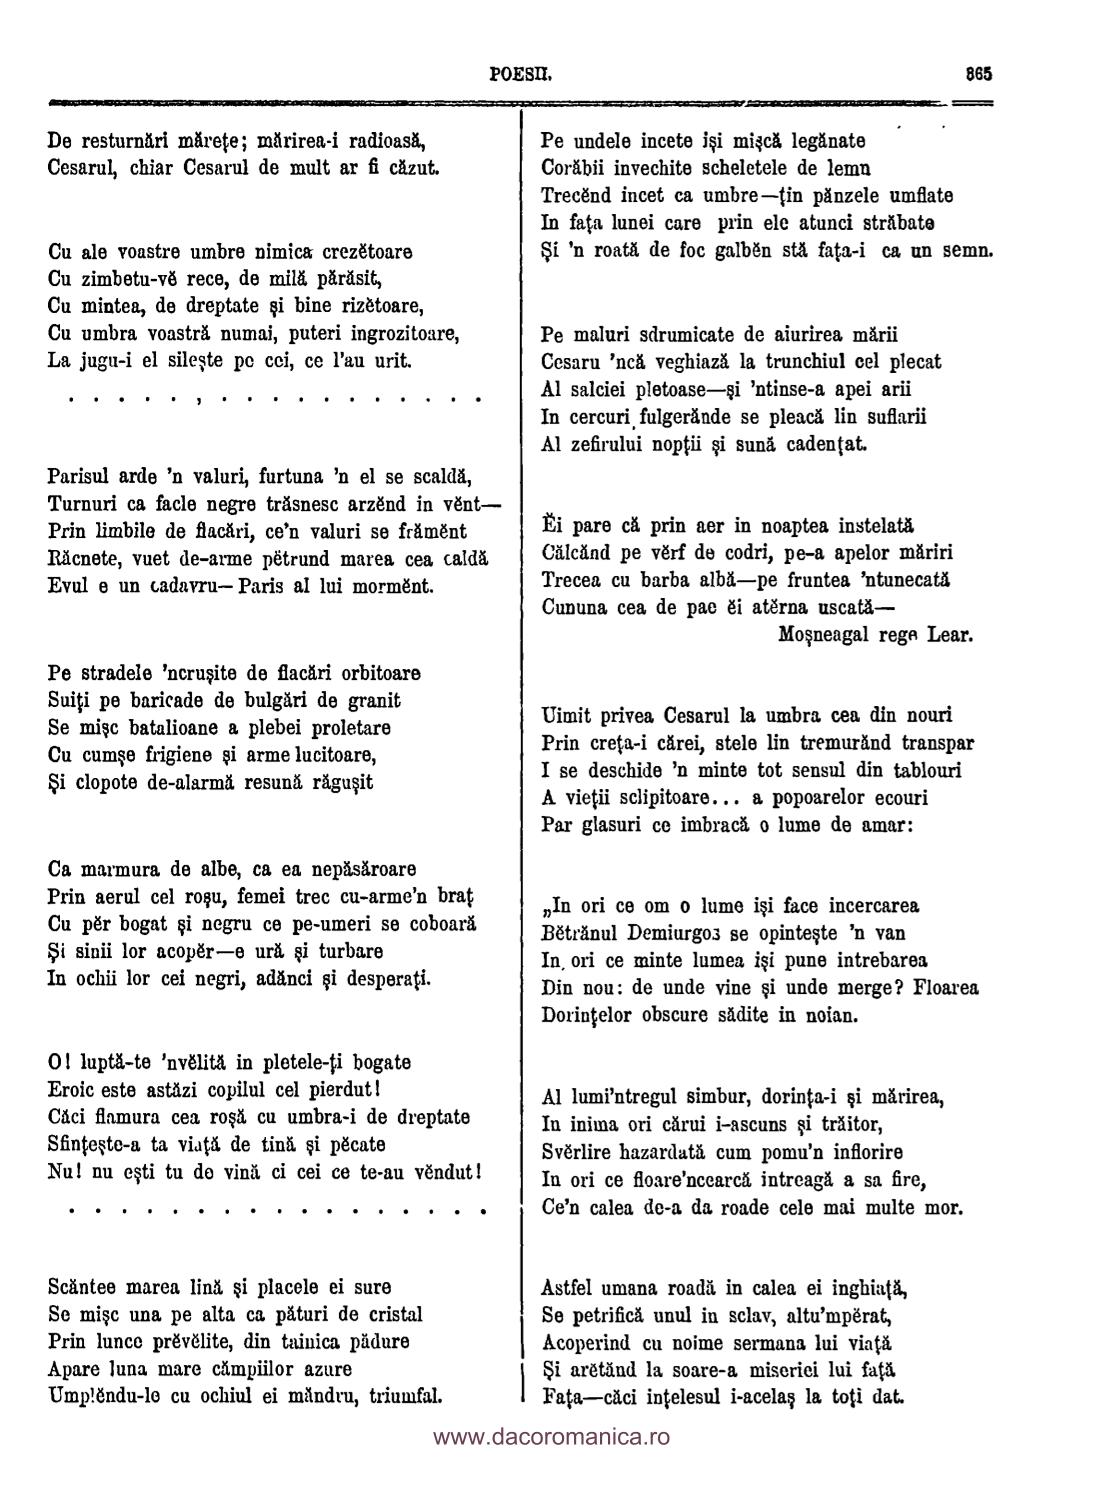 POESII. 365
De resturnări mărețe; mărirea-i radioasă,
Cesarul, chiar Cesarul de mult ar fi căzut.
Cu ale voastre umbre nimica crezĕtoare
Cu zimbetu-vĕ rece, de milă părăsit,
Cu mintea, de dreptate și bine rizĕtoare,
Cu umbra voastră numai, puteri ingrozitoare,
La jugu-i el silește pe cei, ce l'au urit.
. . . . . , . . . . . . . . . . .
Parisul arde 'n valuri, furtuna 'n el se scaldă,
Turnuri ca facle negre trăsnesc arzĕnd in vĕnt—
Prin limbile de flacări, ce'n valuri se frămĕnt
Răcnete, vuet de-arme pĕtrund marea cea caldă
Evul e un cadavru—Paris al lui mormĕnt.
Pe stradele 'ncrușite de flacări orbitoare
Suiți pe baricade de bulgări de granit
Se mișc batalioane a plebei proletare
Cu cumșe frigiene și arme lucitoare,
Și clopote de-alarmă resună răgușit
Ca marmura de albe, ca ea nepăsăroare
Prin aerul cel roșu, femei trec cu-arme'n braț
Cu pĕr bogat și negru ce pe-umeri se coboară
Și sinii lor acopĕr—e ură și turbare
In ochii lor cei negri, adănci și desperați.
O! luptă-te 'nvĕlită in pletele-ți bogate
Eroic este astăzi copilul cel pierdut!
Căci flamura cea roșă cu umbra-i de dreptate
Sfințește-a ta viață de tină și pĕcate
Nu! nu ești tu de vină ci cei ce te-au vĕndut!
. . . . . . . . . . . . . . . . .
Scăntee marea lină și placele ei sure
Se mișc una pe alta ca pături de cristal
Prin lunce prĕvĕlite, din tainica pădure
Apare luna mare cămpiilor azure
Umplĕndu-le cu ochiul ei măndru, triumfal.
Pe undele incete iși mișcă legănate
Corăbii invechite scheletele de lemn
Trecĕnd incet ca umbre—țin pănzele umflate
In fața lunei care prin ele atunci străbate
Și 'n roată de foc galbĕn stă fața-i ca un semn.
Pe maluri sdrumicate de aiurirea mării
Cesaru 'ncă veghiază la trunchiul cel plecat
Al salciei pletoase—și 'ntinse-a apei arii
In cercuri fulgerănde se pleacă lin suflarii
Al zefirului nopții și sună cadențat.
Ĕi pare că prin aer in noaptea instelată
Călcănd pe vĕrf de codri, pe-a apelor măriri
Trecea cu barba albă—pe fruntea 'ntunecată
Cununa cea de pae ĕi atĕrna uscată—
Moșneagal rege Lear.
Uimit privea Cesarul la umbra cea din nouri
Prin creța-i cărei, stele lin tremurănd transpar
I se deschide 'n minte tot sensul din tablouri
A vieții sclipitoare... a popoarelor ecouri
Par glasuri ce imbracă o lume de amar:
„In ori ce om o lume iși face incercarea
Bĕtrănul Demiurgos se opintește 'n van
In ori ce minte lumea iși pune intrebarea
Din nou: de unde vine și unde merge? Floarea
Dorințelor obscure sădite in noian.
Al lumi'ntregul simbur, dorința-i și mărirea,
In inima ori cărui i-ascuns și trăitor,
Svĕrlire hazardată cum pomu'n inflorire
In ori ce floare'ncearcă intreagă a sa fire,
Ce'n calea de-a da roade cele mai multe mor.
Astfel umana roadă in calea ei inghiață,
Se petrifică unul in sclav, altu'mpĕrat,
Acoperind cu noime sermana lui viață
Și arĕtănd la soare-a miseriei lui față
Fața—căci ințelesul i-acelaș la toți dat.
www.dacoromanica.ro